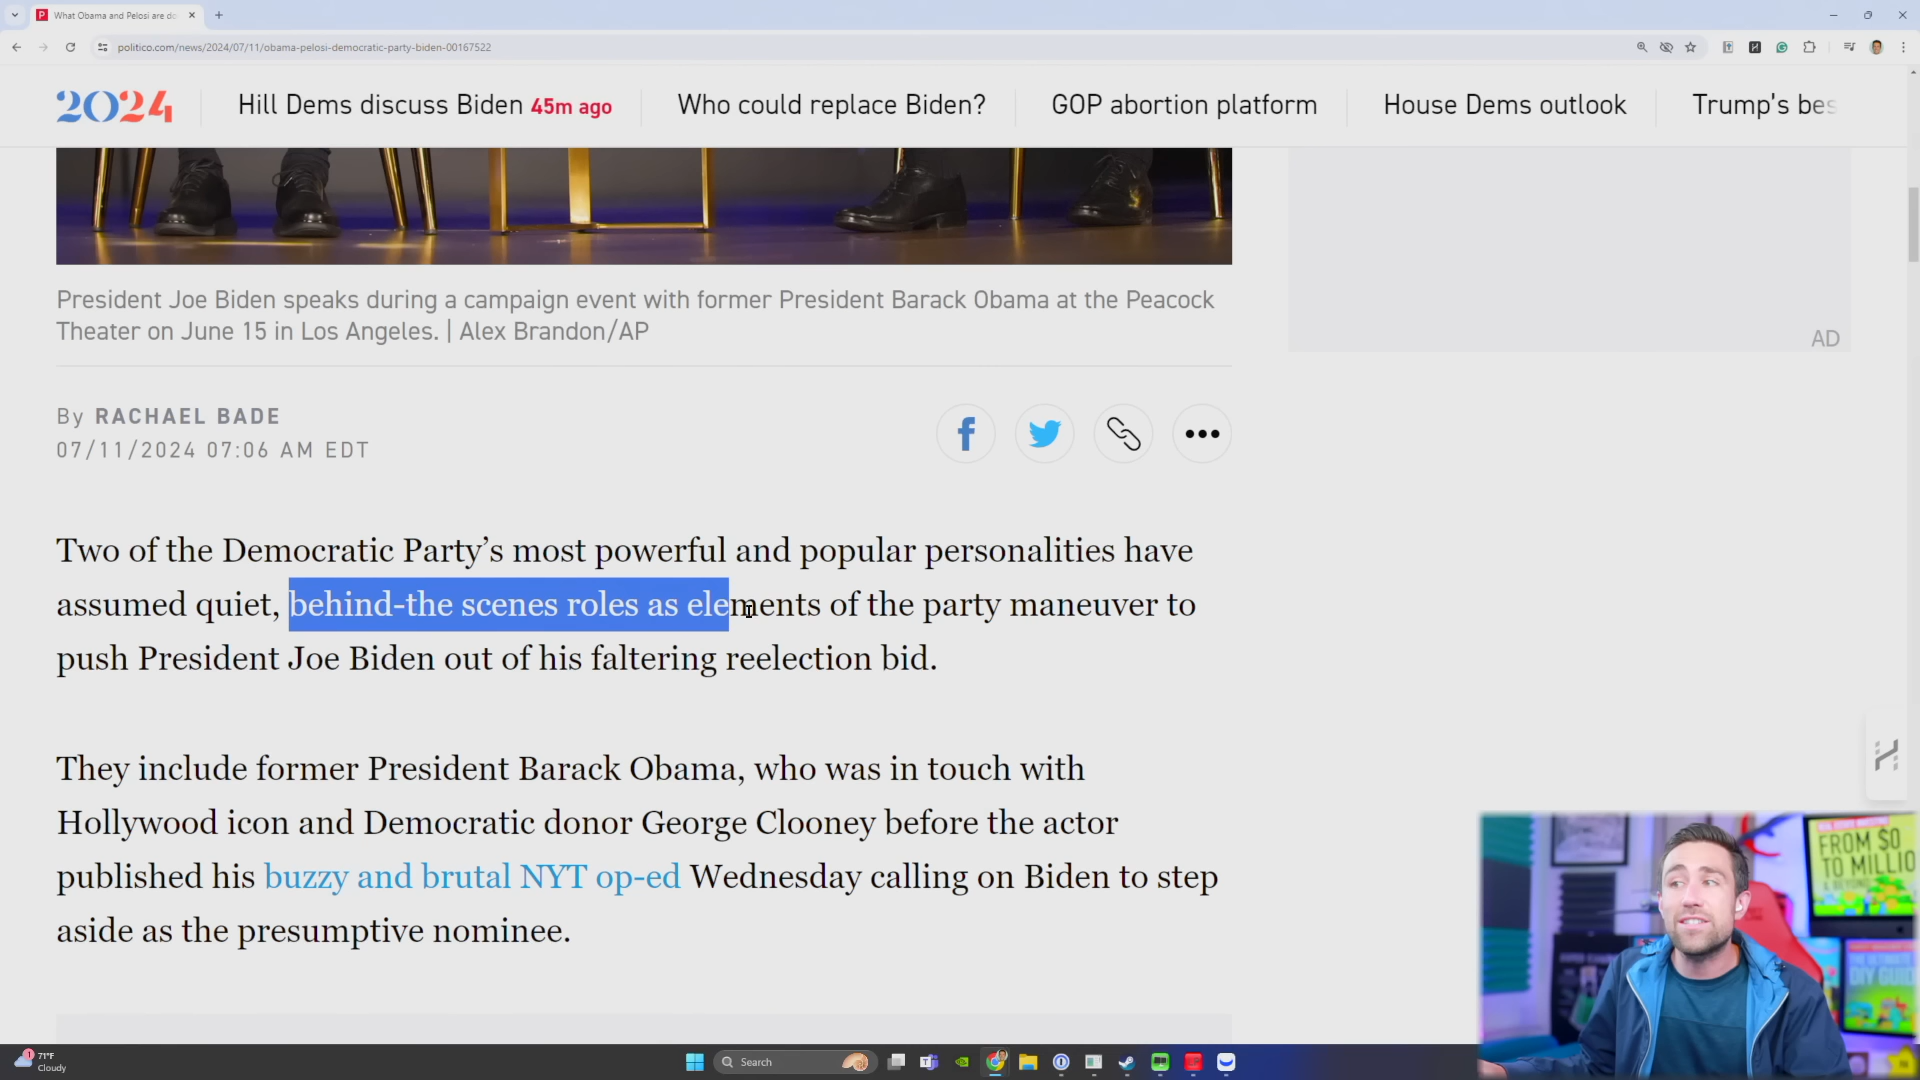 What Obama and Pelosi are do
politico.com/news/2024/07/11/obama-pelosi-democratic-party-biden-00167522
2024
Hill Dems discuss Biden 45m ago
Who could replace Biden?
GOP abortion platform
House Dems outlook
Trump's bes
President Joe Biden speaks during a campaign event with former President Barack Obama at the Peacock
Theater on June 15 in Los Angeles. | Alex Brandon/AP
AD
By RACHAEL BADE
07/11/2024 07:06 AM EDT
Two of the Democratic Party’s most powerful and popular personalities have
assumed quiet, behind-the scenes roles as elements of the party maneuver to
push President Joe Biden out of his faltering reelection bid.
They include former President Barack Obama, who was in touch with
Hollywood icon and Democratic donor George Clooney before the actor
published his buzzy and brutal NYT op-ed Wednesday calling on Biden to step
aside as the presumptive nominee.
FROM $0
TO MILLIO
& BEYOND
DIY GUID
1
71°F
Cloudy
Search